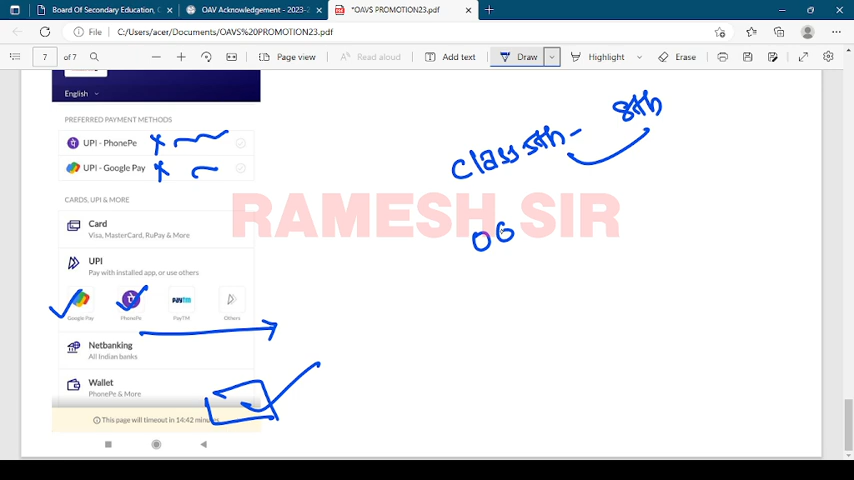 Board Of Secondary Education, C
OAV Acknowledgement - 2023-2
*OAVS PROMOTION23.pdf
File
C:/Users/acer/Documents/OAVS%20PROMOTION23.pdf
7 of 7
Page view
Read aloud
Add text
Draw
Highlight
Erase
English
PREFERRED PAYMENT METHODS
UPI - PhonePe
UPI - Google Pay
CARDS, UPI & MORE
Card
Visa, MasterCard, RuPay & More
UPI
Pay with installed app, or use others
Google Pay
PhonePe
PayTM
Others
Netbanking
All Indian banks
Wallet
PhonePe & More
This page will timeout in 14:42 minutes
class 5th - 8th
RAMESH SIR
06